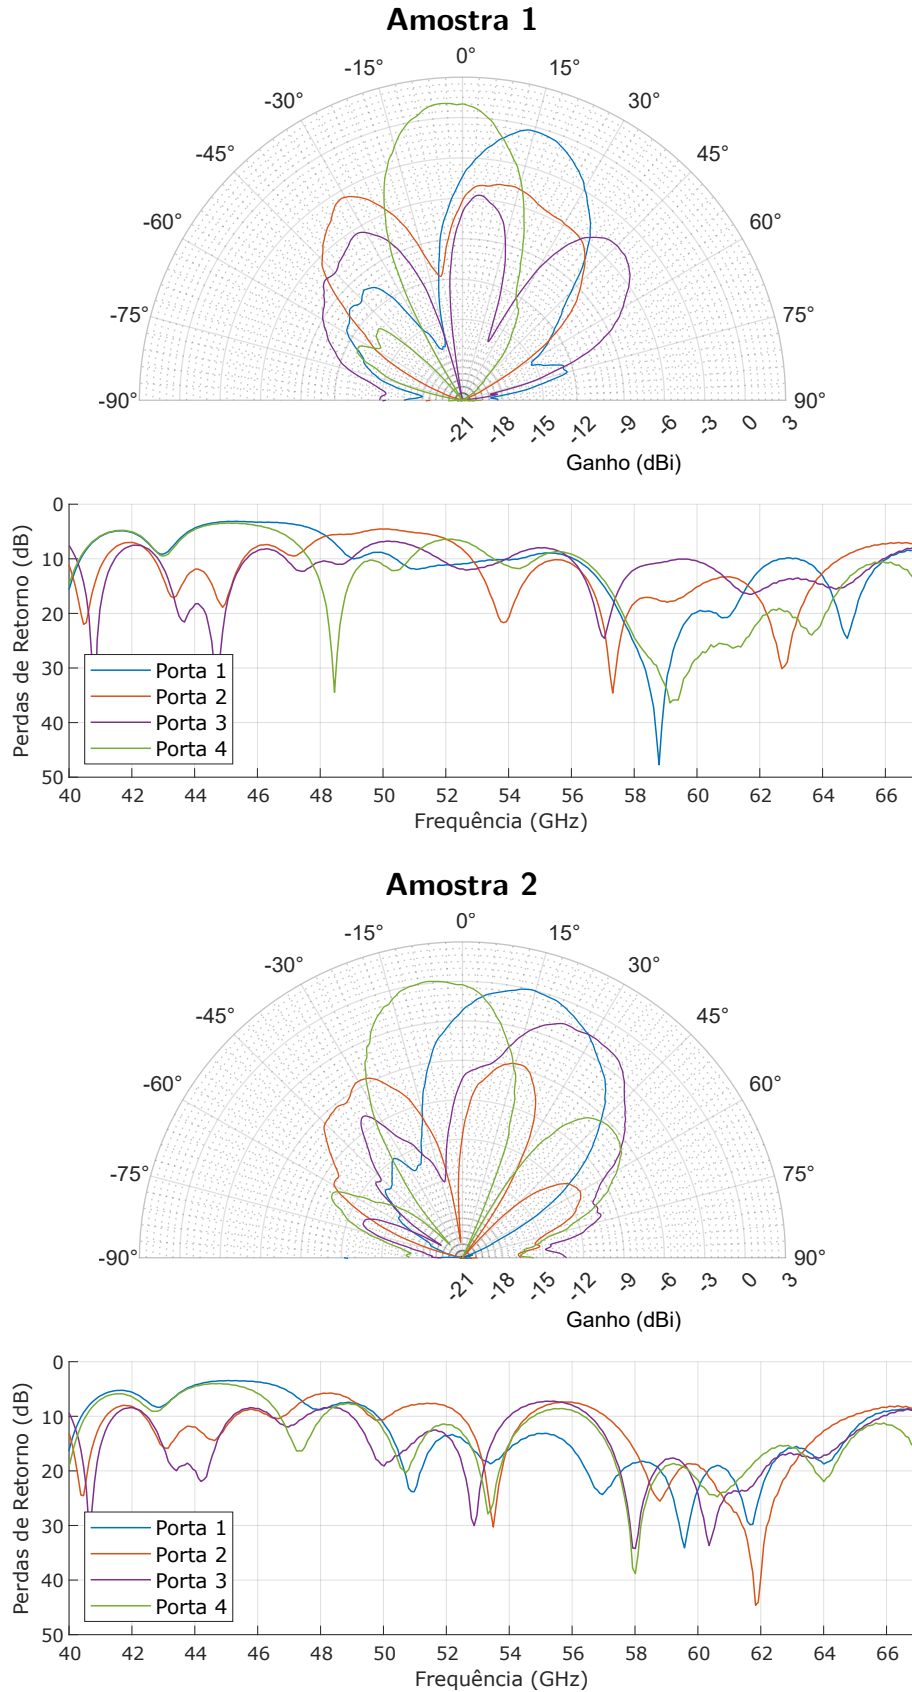 Amostra 1
0°
-15° 15°
-30° 30°
-45° 45°
-60° 60°
-75° 75°
-90° 90°
-21 -18 -15 -12 -9 -6 -3 0 3
Ganho (dBi)
Perdas de Retorno (dB)
0
10
20
30
40
50
Porta 1
Porta 2
Porta 3
Porta 4
40 42 44 46 48 50 52 54 56 58 60 62 64 66
Frequência (GHz)
Amostra 2
0°
-15° 15°
-30° 30°
-45° 45°
-60° 60°
-75° 75°
-90° 90°
-21 -18 -15 -12 -9 -6 -3 0 3
Ganho (dBi)
Perdas de Retorno (dB)
0
10
20
30
40
50
Porta 1
Porta 2
Porta 3
Porta 4
40 42 44 46 48 50 52 54 56 58 60 62 64 66
Frequência (GHz)